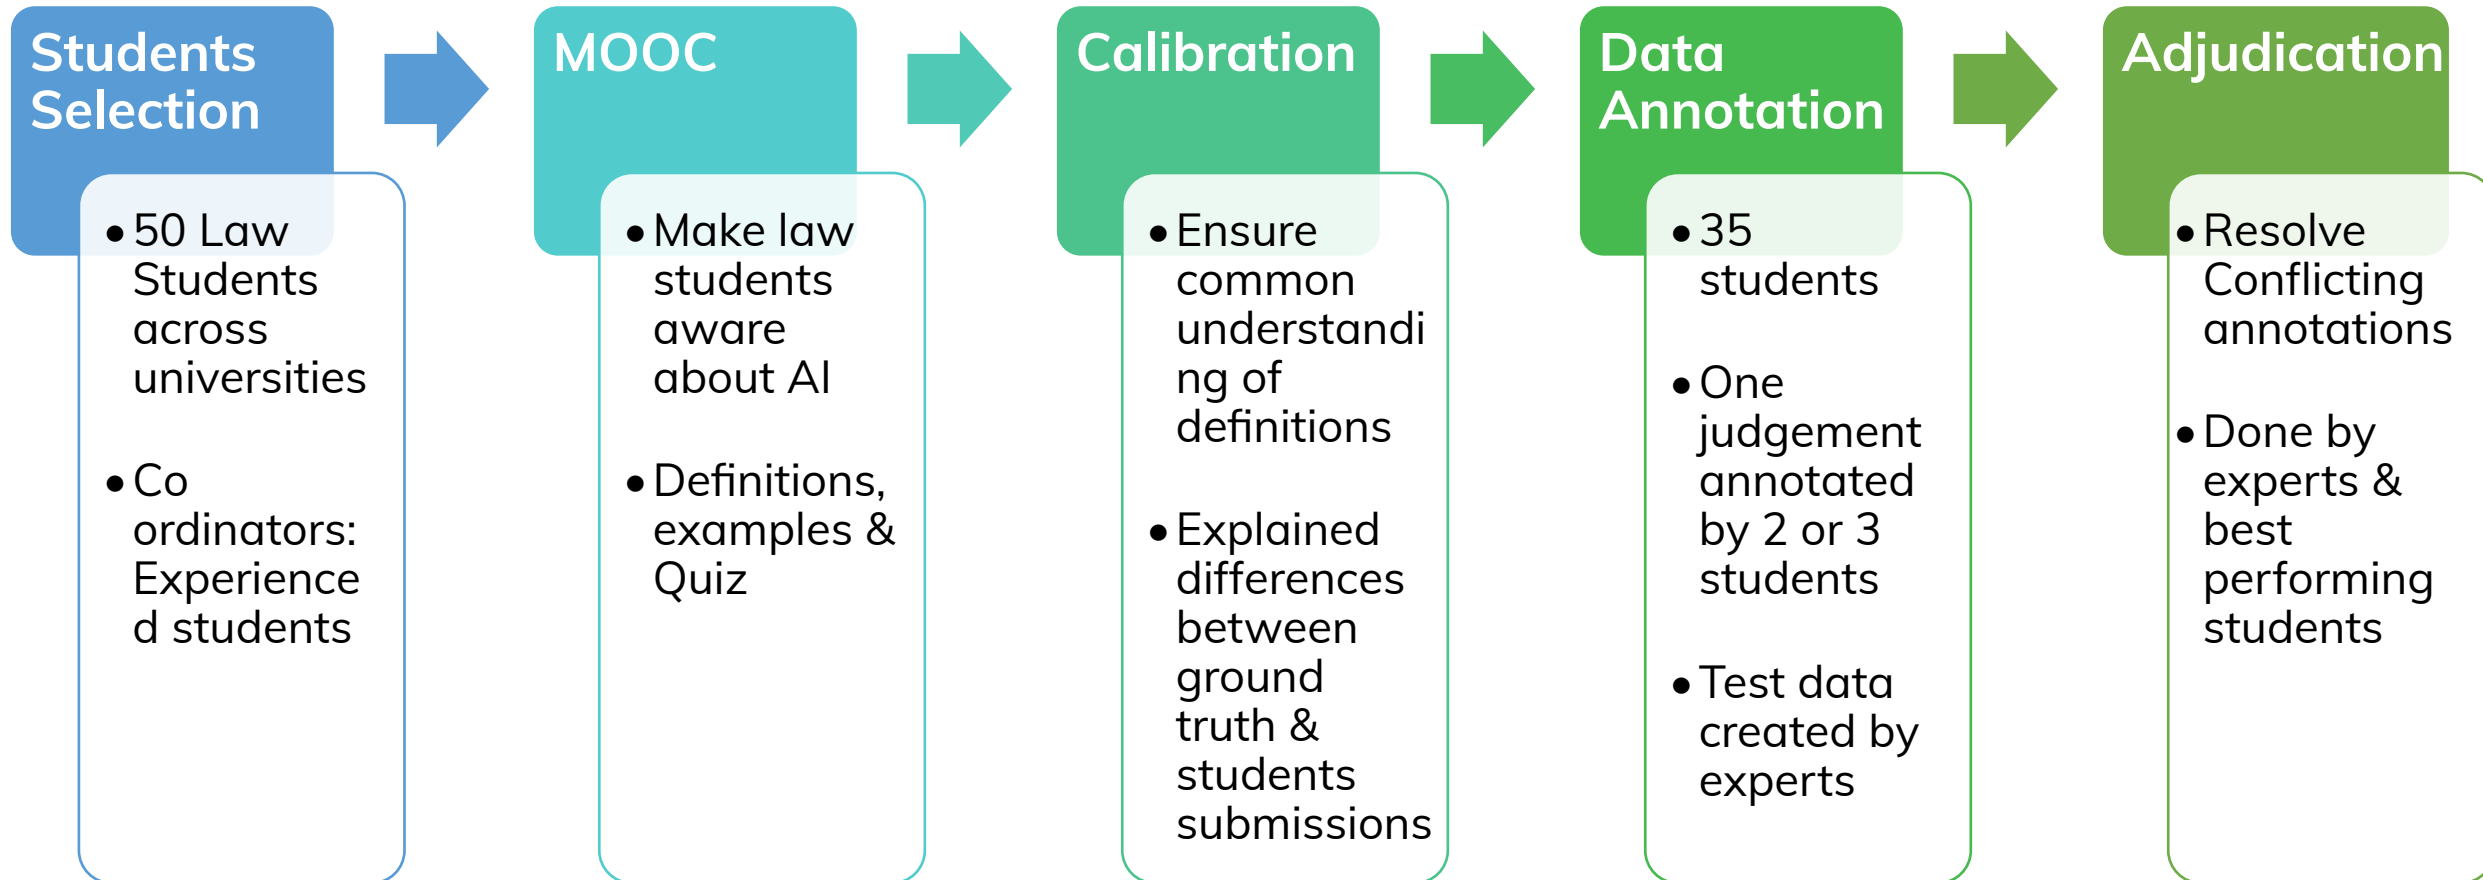 Students
Selection
• 50 Law
Students
across
universities
• Co
ordinators:
Experience
d students
MOOC
• Make law
students
aware
about AI
• Definitions,
examples &
Quiz
Calibration
• Ensure
common
understandi
ng of
definitions
• Explained
differences
between
ground
truth &
students
submissions
Data
Annotation
• 35
students
• One
judgement
annotated
by 2 or 3
students
• Test data
created by
experts
Adjudication
• Resolve
Conflicting
annotations
• Done by
experts &
best
performing
students